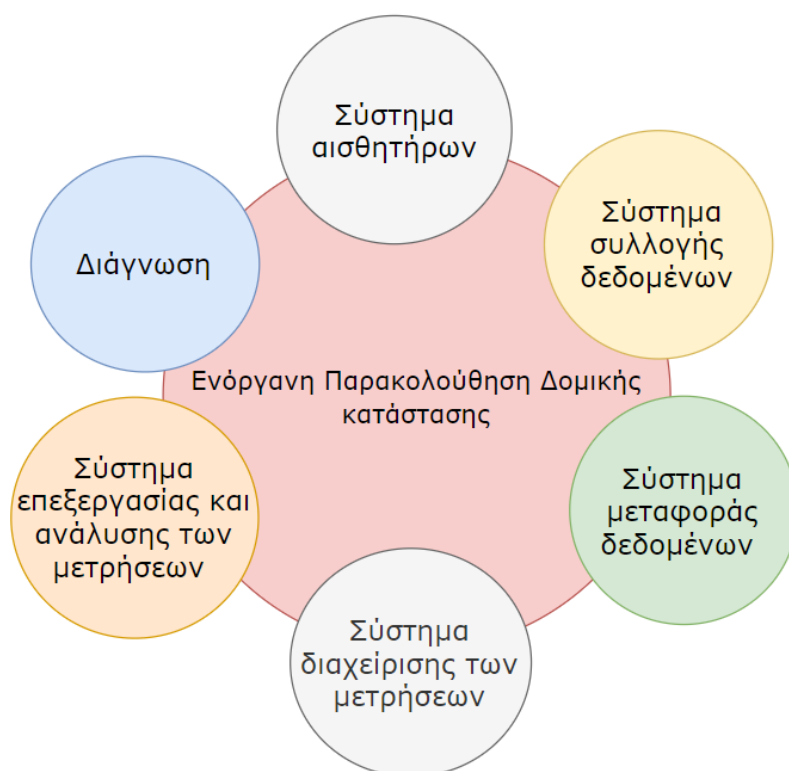 Σύστημα
αισθητήρων
Σύστημα
συλλογής
δεδομένων
Διάγνωση
Ενόργανη Παρακολούθηση Δομικής
κατάστασης
Σύστημα
μεταφοράς
δεδομένων
Σύστημα
επεξεργασίας και
ανάλυσης των
μετρήσεων
Σύστημα
διαχείρισης των
μετρήσεων